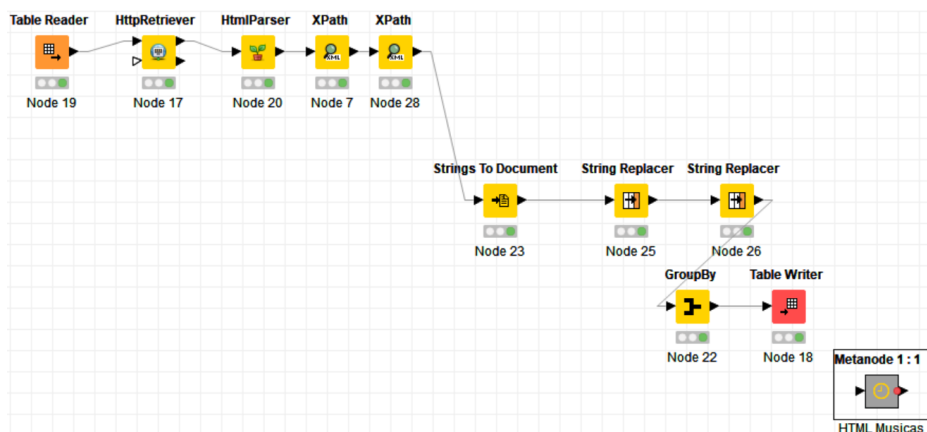 Table Reader HttpRetriever HtmlParser XPath XPath
XML XML
Node 19 Node 17 Node 20 Node 7 Node 28
Strings To Document String Replacer String Replacer
Node 23 Node 25 Node 26
GroupBy Table Writer
Node 22 Node 18
Metanode 1 : 1
HTML Musicas